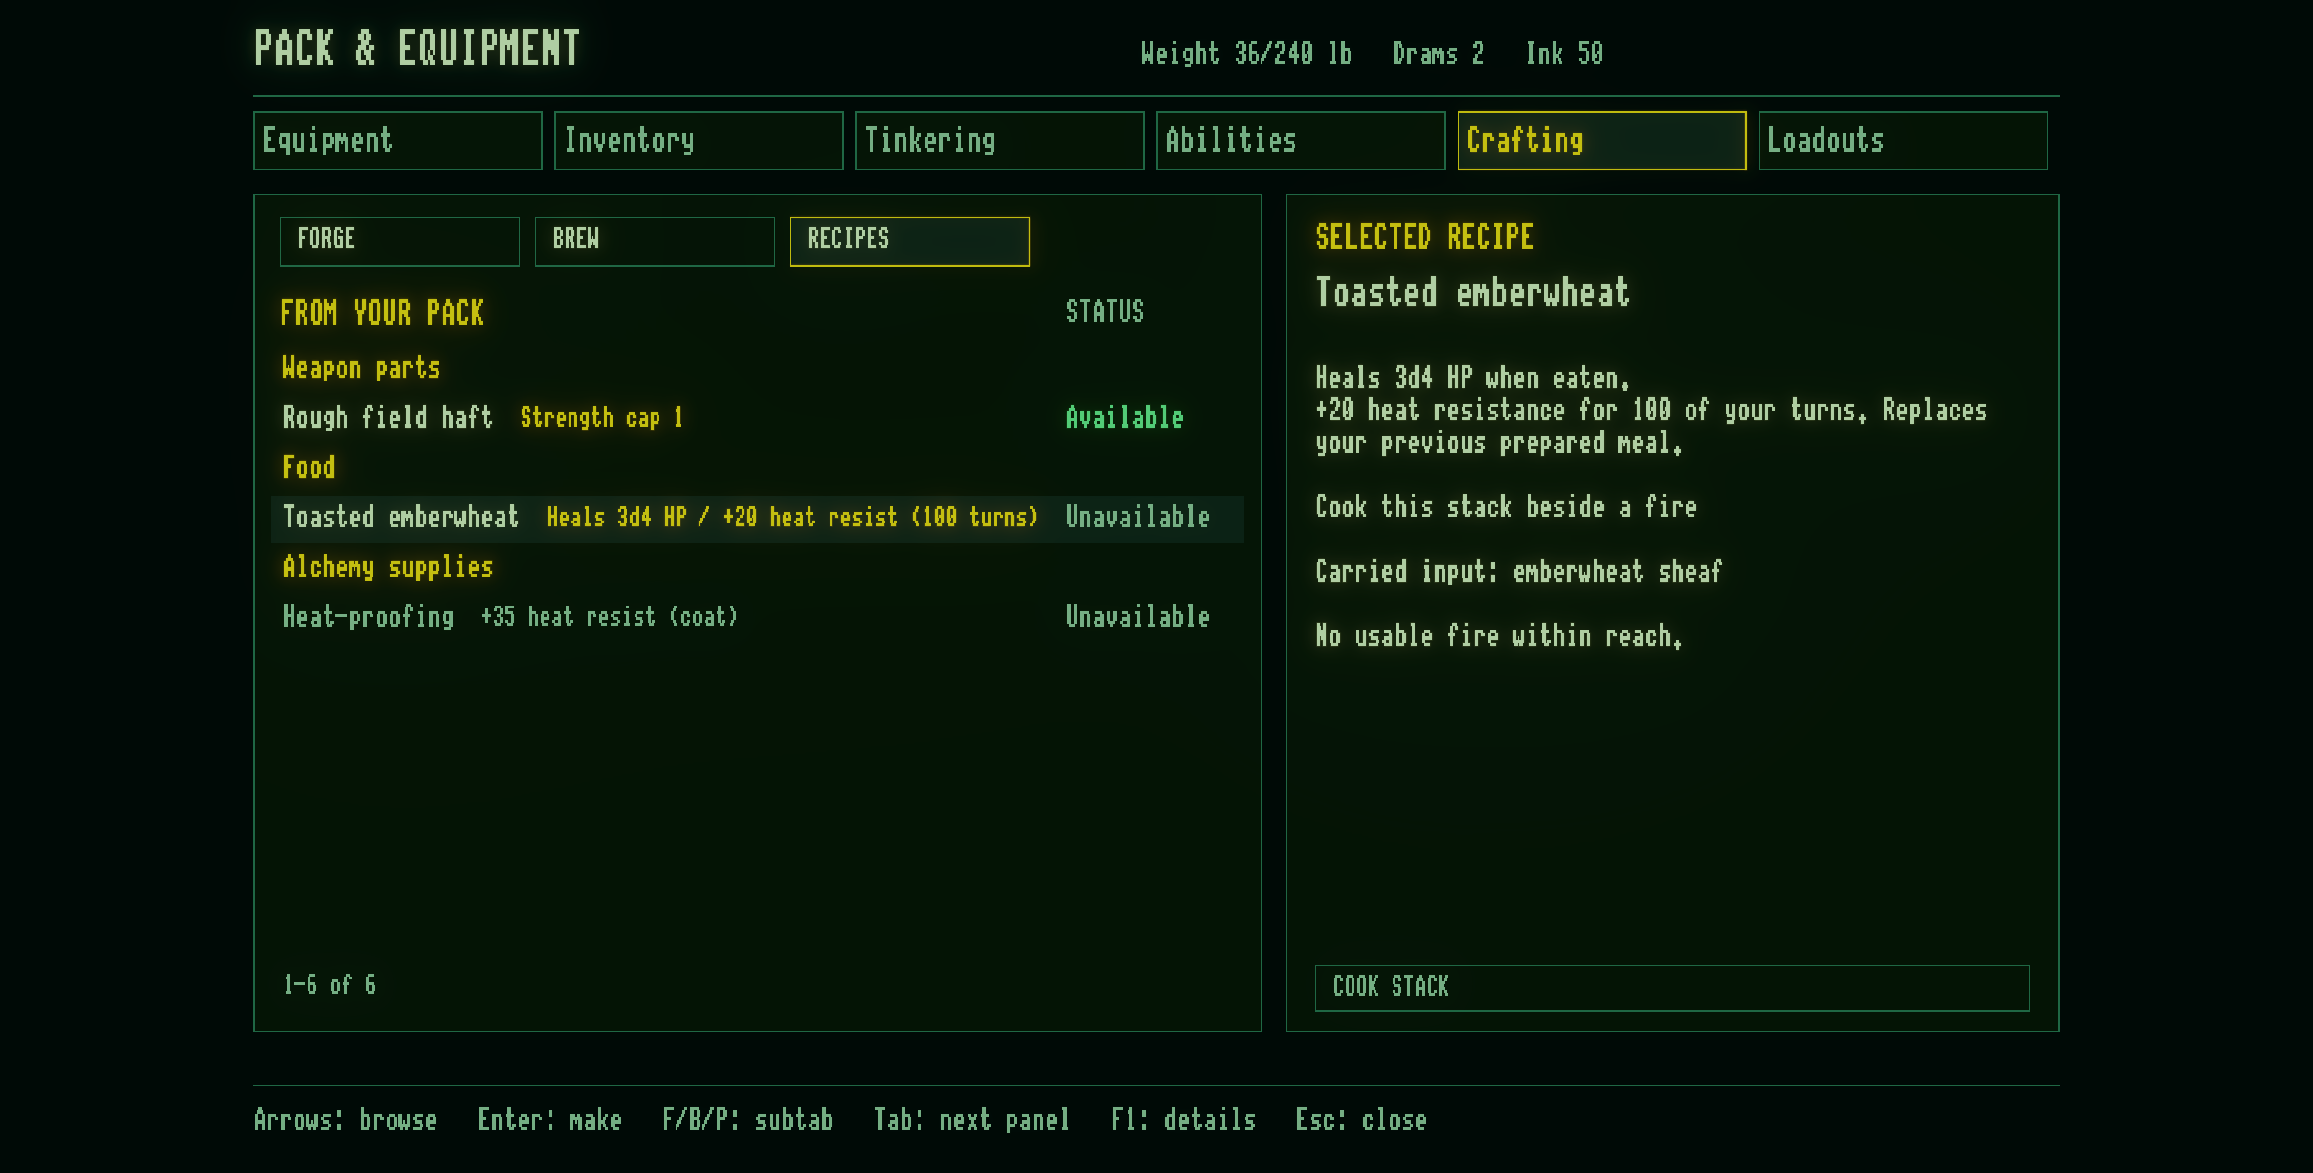 PACK & EQUIPMENT
Weight 36/240 lb Drams 2 Ink 50
Equipment Inventory Tinkering Abilities Crafting Loadouts
FORGE BREW RECIPES
FROM YOUR PACK STATUS
Weapon parts
Rough field haft Strength cap 1 Available
Food
Toasted emberwheat Heals 3d4 HP / +20 heat resist (100 turns) Unavailable
Alchemy supplies
Heat-proofing +35 heat resist (coat) Unavailable
1-6 of 6
SELECTED RECIPE
Toasted emberwheat
Heals 3d4 HP when eaten.
+20 heat resistance for 100 of your turns. Replaces
your previous prepared meal.
Cook this stack beside a fire
Carried input: emberwheat sheaf
No usable fire within reach.
COOK STACK
Arrows: browse Enter: make F/B/P: subtab Tab: next panel F1: details Esc: close